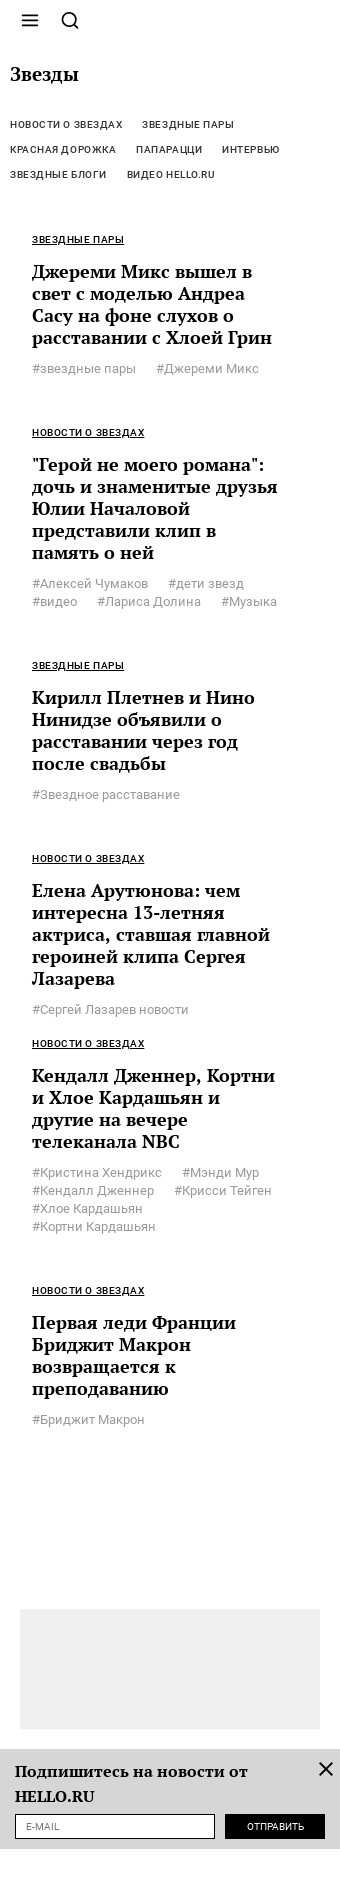 Звезды
НОВОСТИ О ЗВЕЗДАХ ЗВЕЗДНЫЕ ПАРЫ
КРАСНАЯ ДОРОЖКА ПАПАРАЦЦИ ИНТЕРВЬЮ
ЗВЕЗДНЫЕ БЛОГИ ВИДЕО HELLO.RU
ЗВЕЗДНЫЕ ПАРЫ
Джереми Микс вышел в
свет с моделью Андреа
Сасу на фоне слухов о
расставании с Хлоей Грин
#звездные пары #Джереми Микс
НОВОСТИ О ЗВЕЗДАХ
"Герой не моего романа":
дочь и знаменитые друзья
Юлии Началовой
представили клип в
память о ней
#Алексей Чумаков #дети звезд
#видео #Лариса Долина #Музыка
ЗВЕЗДНЫЕ ПАРЫ
Кирилл Плетнев и Нино
Нинидзе объявили о
расставании через год
после свадьбы
#Звездное расставание
НОВОСТИ О ЗВЕЗДАХ
Елена Арутюнова: чем
интересна 13-летняя
актриса, ставшая главной
героиней клипа Сергея
Лазарева
#Сергей Лазарев новости
НОВОСТИ О ЗВЕЗДАХ
Кендалл Дженнер, Кортни
и Хлое Кардашьян и
другие на вечере
телеканала NBC
#Кристина Хендрикс #Мэнди Мур
#Кендалл Дженнер #Крисси Тейген
#Хлое Кардашьян
#Кортни Кардашьян
НОВОСТИ О ЗВЕЗДАХ
Первая леди Франции
Бриджит Макрон
возвращается к
преподаванию
#Бриджит Макрон
Подпишитесь на новости от
HELLO.RU
E-MAIL ОТПРАВИТЬ